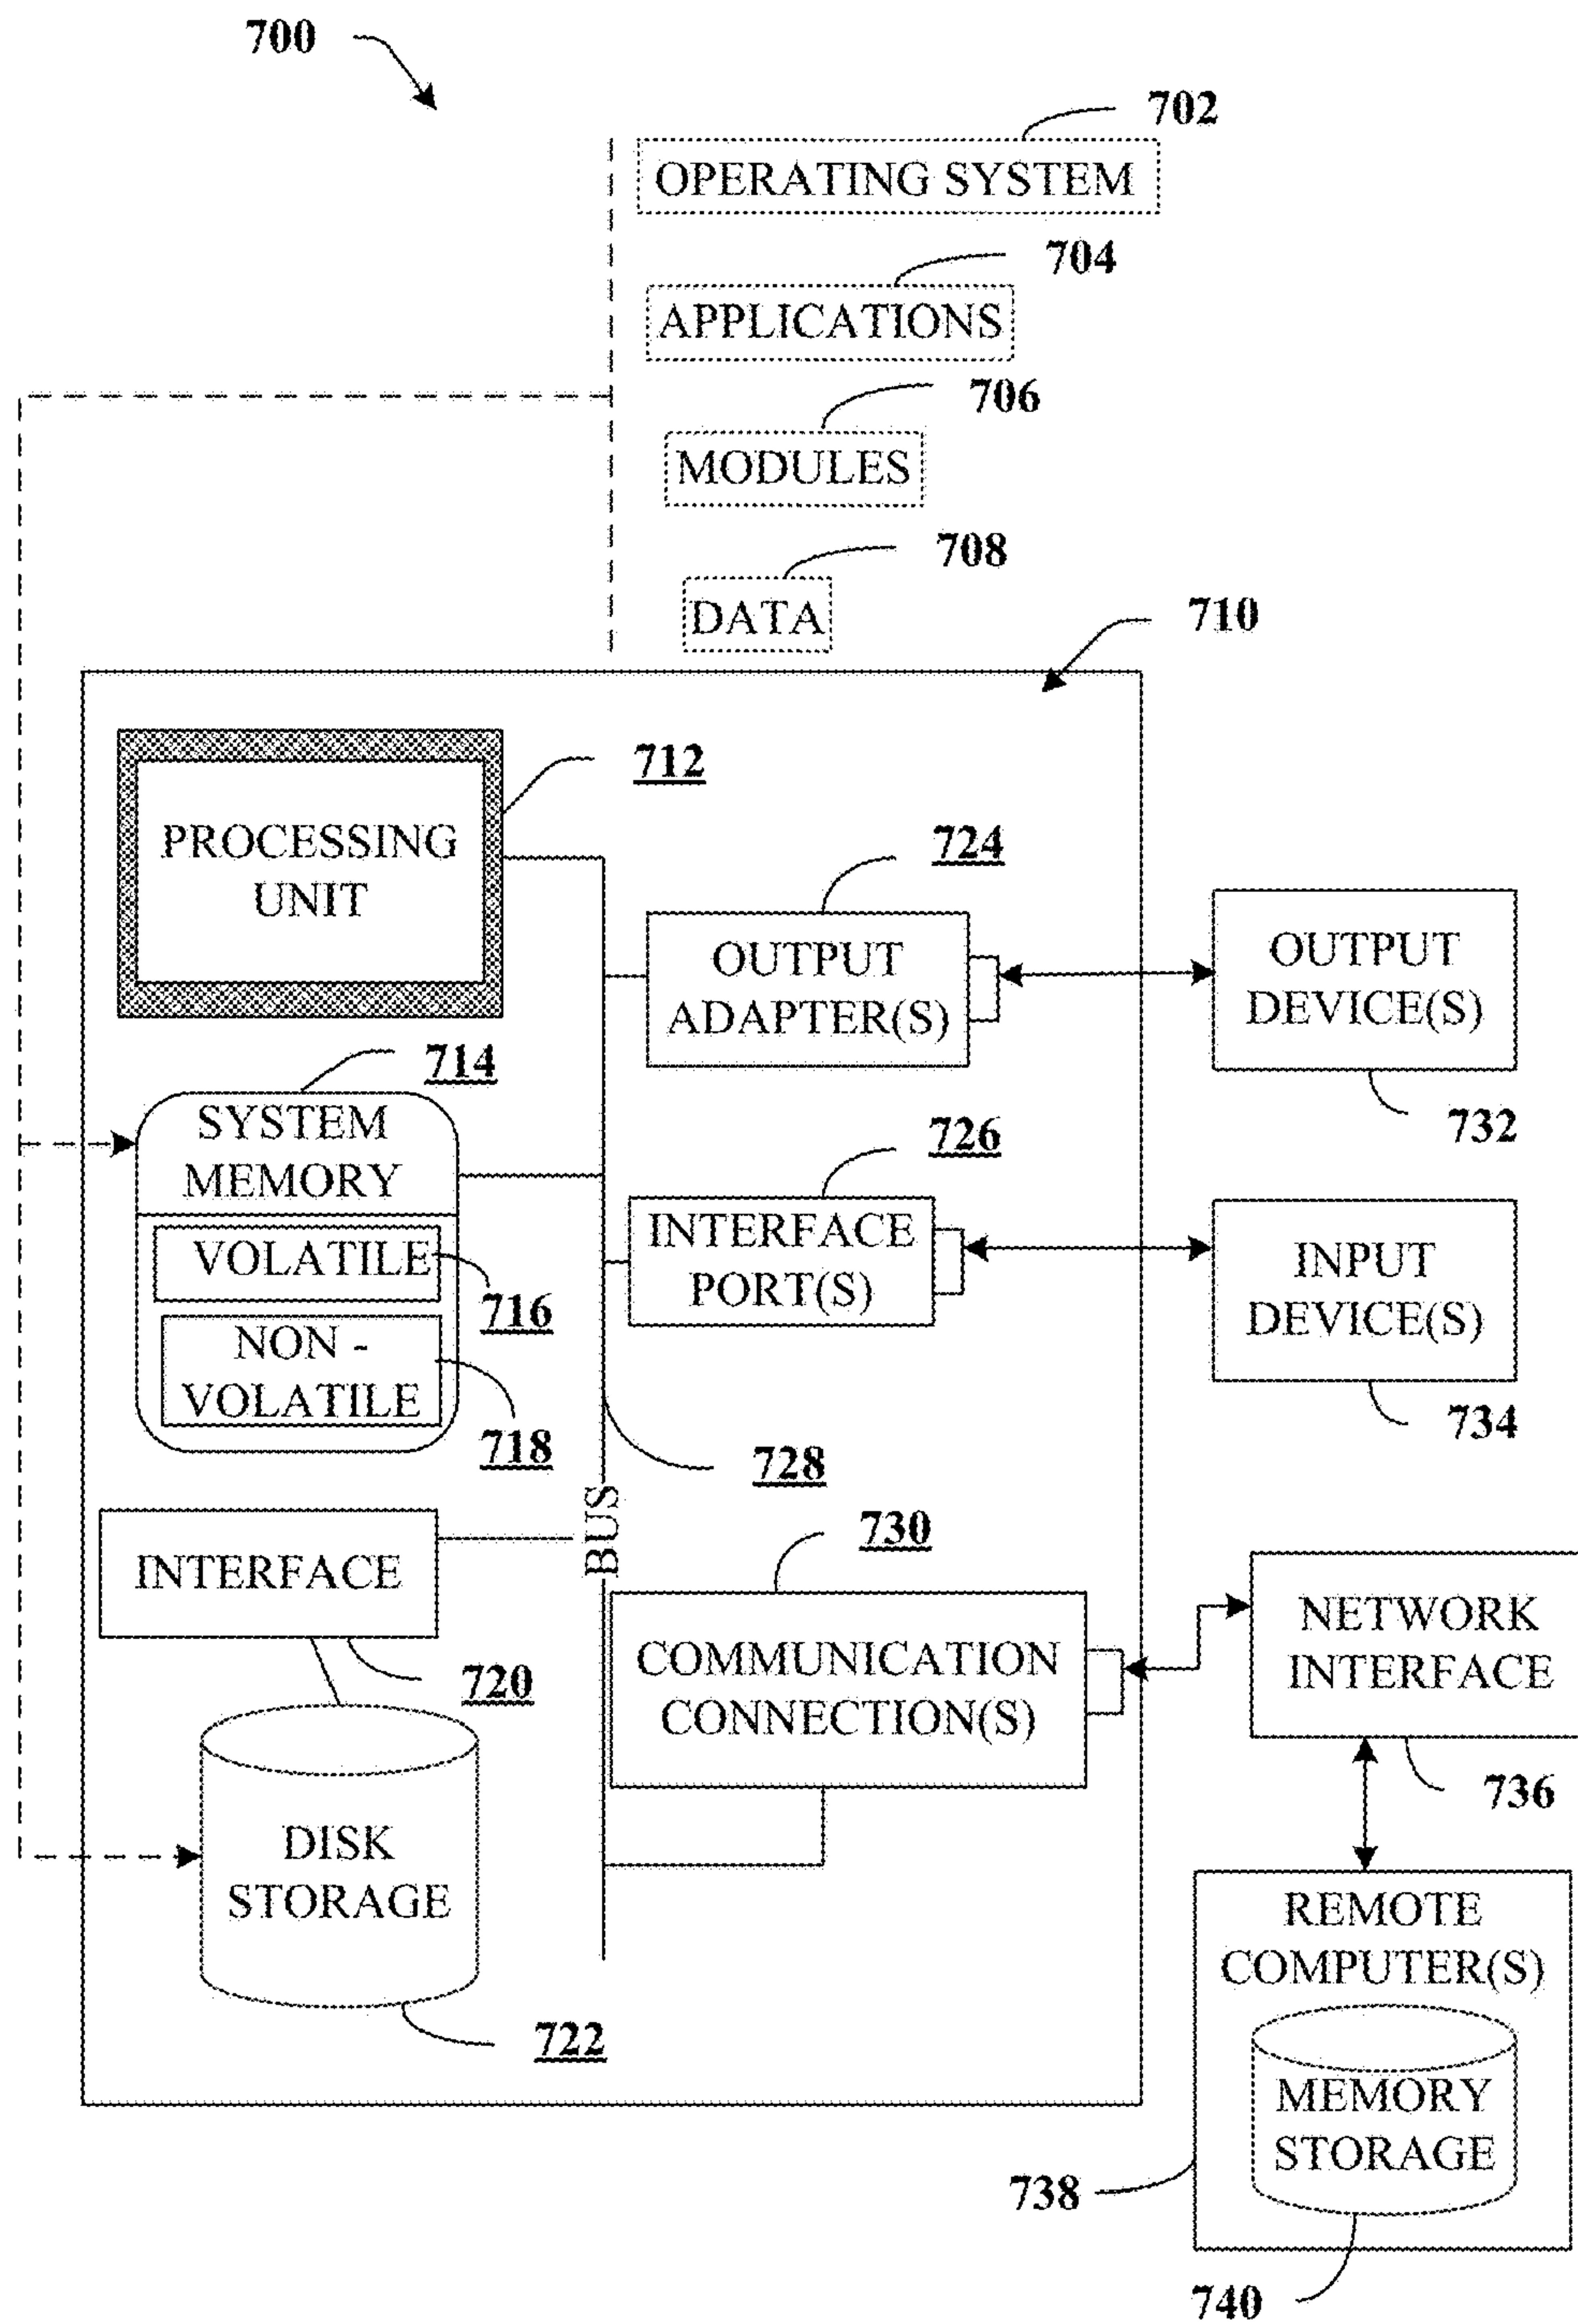 700
702
OPERATING SYSTEM
704
APPLICATIONS
706
MODULES
708
DATA
710
PROCESSING
UNIT
712
724
OUTPUT
ADAPTER(S)
OUTPUT
DEVICE(S)
732
714
SYSTEM
MEMORY
VOLATILE
716
NON -
VOLATILE
718
726
INTERFACE
PORT(S)
INPUT
DEVICE(S)
734
728
BUS
INTERFACE
720
730
COMMUNICATION
CONNECTION(S)
NETWORK
INTERFACE
736
DISK
STORAGE
722
REMOTE
COMPUTER(S)
MEMORY
STORAGE
738
740